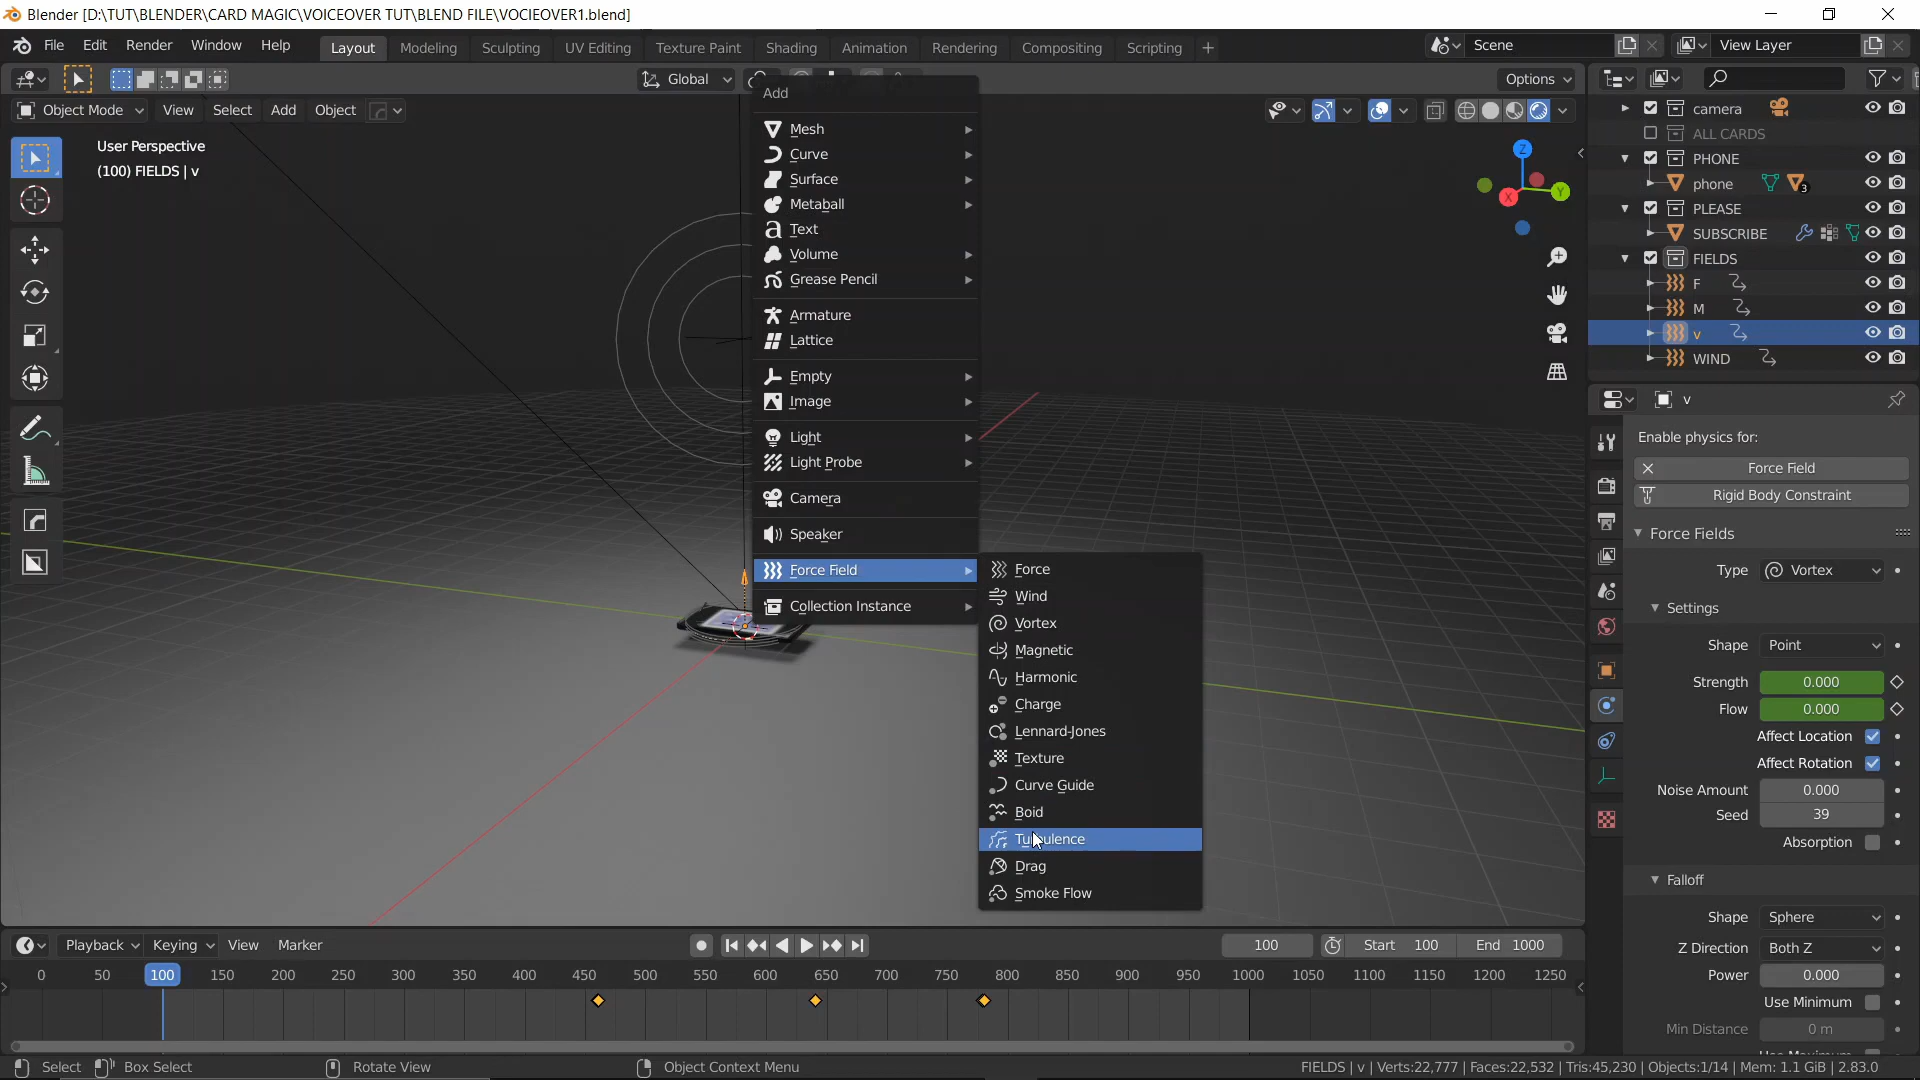 Blender [D:\TUT\BLENDER\CARD MAGIC\VOICEOVER TUT\BLEND FILE\VOCIEOVER1.blend]
File Edit Render Window Help Layout Modeling Sculpting UV Editing Texture Paint Shading Animation Rendering Compositing Scripting + Scene View Layer
Global Options
Object Mode View Select Add Object
User Perspective
(100) FIELDS | v
Add
Mesh
Curve
Surface
Metaball
Text
Volume
Grease Pencil
Armature
Lattice
Empty
Image
Light
Light Probe
Camera
Speaker
Force Field
Collection Instance
Force
Wind
Vortex
Magnetic
Harmonic
Charge
Lennard-Jones
Texture
Curve Guide
Boid
Turbulence
Drag
Smoke Flow
Z
Y
X
camera
ALL CARDS
PHONE
phone 3
PLEASE
SUBSCRIBE
FIELDS
F
M
v
WIND
v
Enable physics for:
Force Field
Rigid Body Constraint
Force Fields
Type Vortex
Settings
Shape Point
Strength 0.000
Flow 0.000
Affect Location
Affect Rotation
Noise Amount 0.000
Seed 39
Absorption
Falloff
Shape Sphere
Z Direction Both Z
Power 0.000
Use Minimum
Min Distance 0 m
Playback Keying View Marker 100 Start 100 End 1000
0 50 100 150 200 250 300 350 400 450 500 550 600 650 700 750 800 850 900 950 1000 1050 1100 1150 1200 1250
Select Box Select Rotate View Object Context Menu FIELDS | v | Verts:22,777 | Faces:22,532 | Tris:45,230 | Objects:1/14 | Mem: 1.1 GiB | 2.83.0